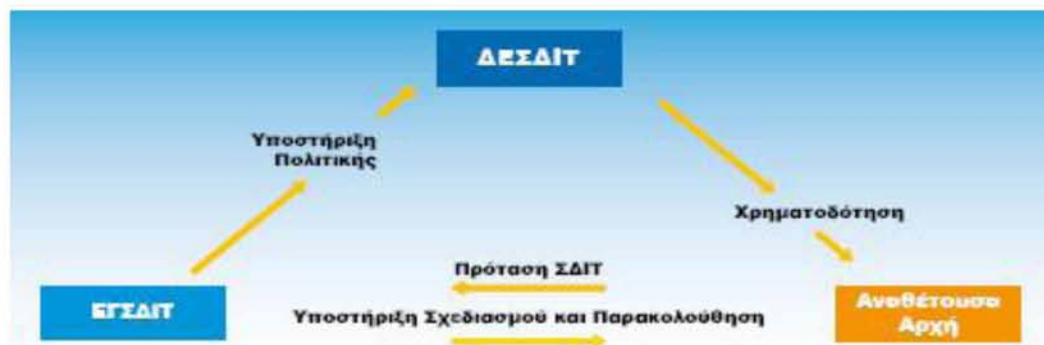 ΔΕΣΔΙΤ
Υποστήριξη
Πολιτικής
Χρηματοδότηση
Πρόταση ΣΔΙΤ
ΕΓΣΔΙΤ
Υποστήριξη Σχεδιασμού και Παρακολούθηση
Αναθέτουσα
Αρχή